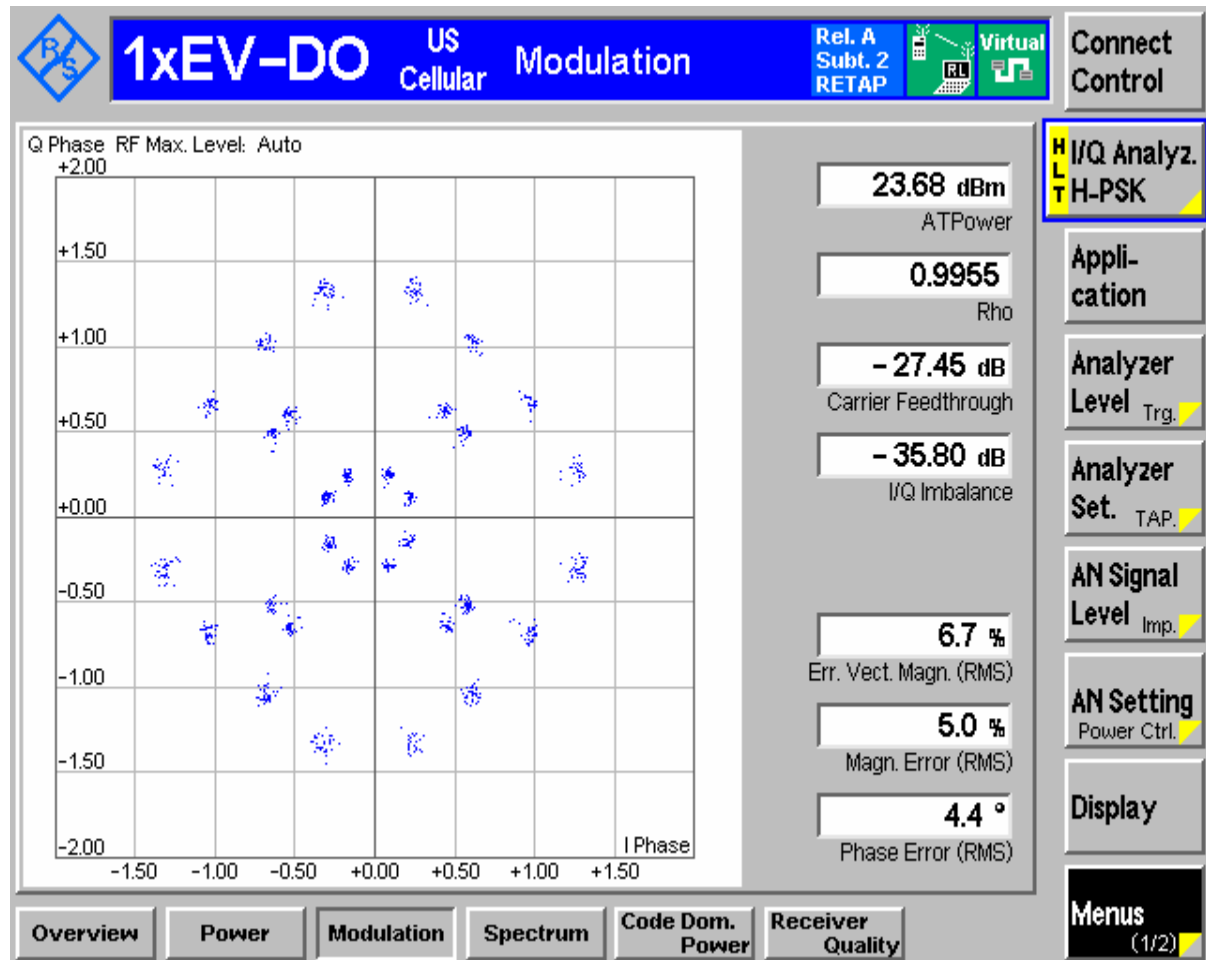 R/S
1xEV-DO
US
Cellular
Modulation
Rel. A
Subt. 2
RETAP
RL
Virtual
Connect
Control
Q Phase RF Max. Level: Auto
+2.00
+1.50
+1.00
+0.50
+0.00
-0.50
-1.00
-1.50
-2.00
I Phase
-1.50 -1.00 -0.50 +0.00 +0.50 +1.00 +1.50
23.68 dBm
ATPower
0.9955
Rho
-27.45 dB
Carrier Feedthrough
-35.80 dB
I/Q Imbalance
6.7 %
Err. Vect. Magn. (RMS)
5.0 %
Magn. Error (RMS)
4.4 °
Phase Error (RMS)
HLT
I/Q Analyz.
H-PSK
Appli-
cation
Analyzer
Level Trg.
Analyzer
Set. TAP.
AN Signal
Level Imp.
AN Setting
Power Ctrl.
Display
Menus
(1/2)
Overview
Power
Modulation
Spectrum
Code Dom.
Power
Receiver
Quality